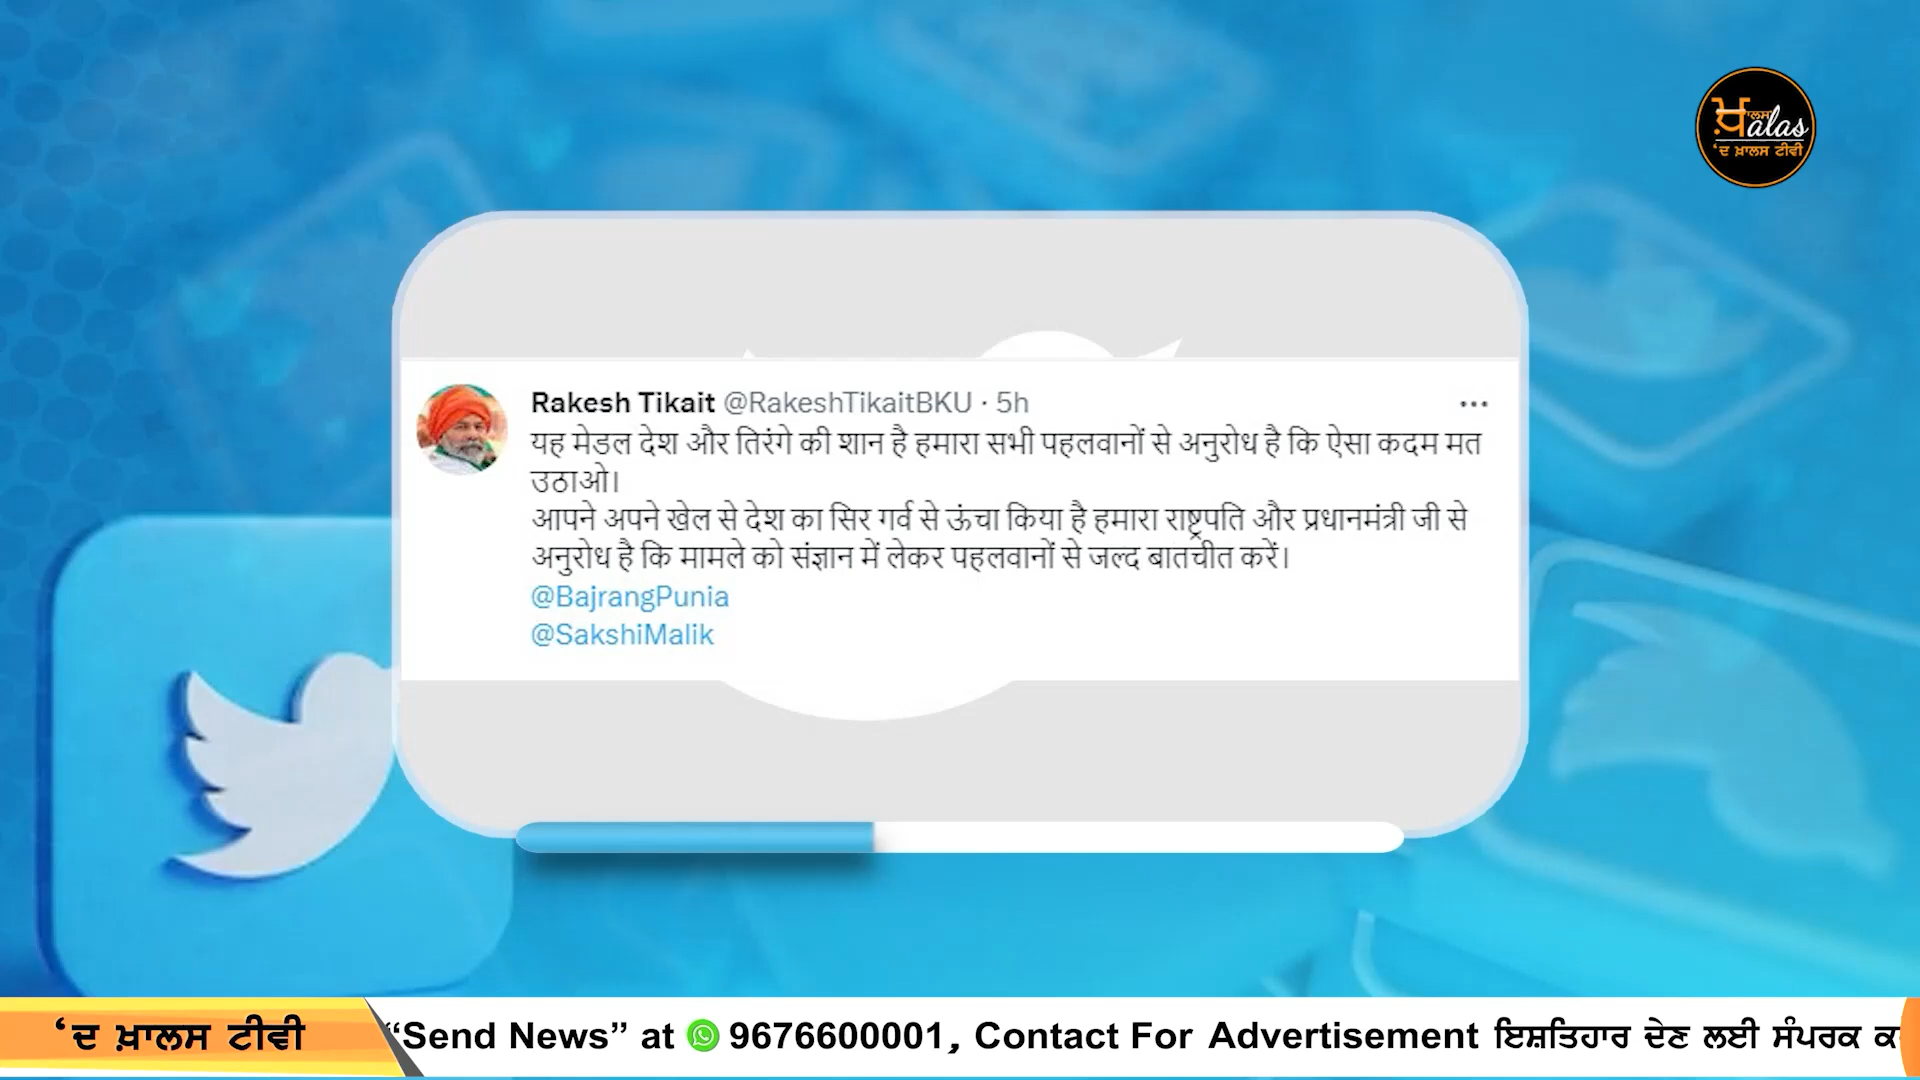 ਖ਼ਾਲਸ alas
‘ਦ ਖ਼ਾਲਸ ਟੀਵੀ
Rakesh Tikait @RakeshTikaitBKU · 5h
यह मेडल देश और तिरंगे की शान है हमारा सभी पहलवानों से अनुरोध है कि ऐसा कदम मत
उठाओ।
आपने अपने खेल से देश का सिर गर्व से ऊंचा किया है हमारा राष्ट्रपति और प्रधानमंत्री जी से
अनुरोध है कि मामले को संज्ञान में लेकर पहलवानों से जल्द बातचीत करें।
@BajrangPunia
@SakshiMalik
‘ਦ ਖ਼ਾਲਸ ਟੀਵੀ “Send News” at 9676600001, Contact For Advertisement ਇਸ਼ਤਿਹਾਰ ਦੇਣ ਲਈ ਸੰਪਰਕ